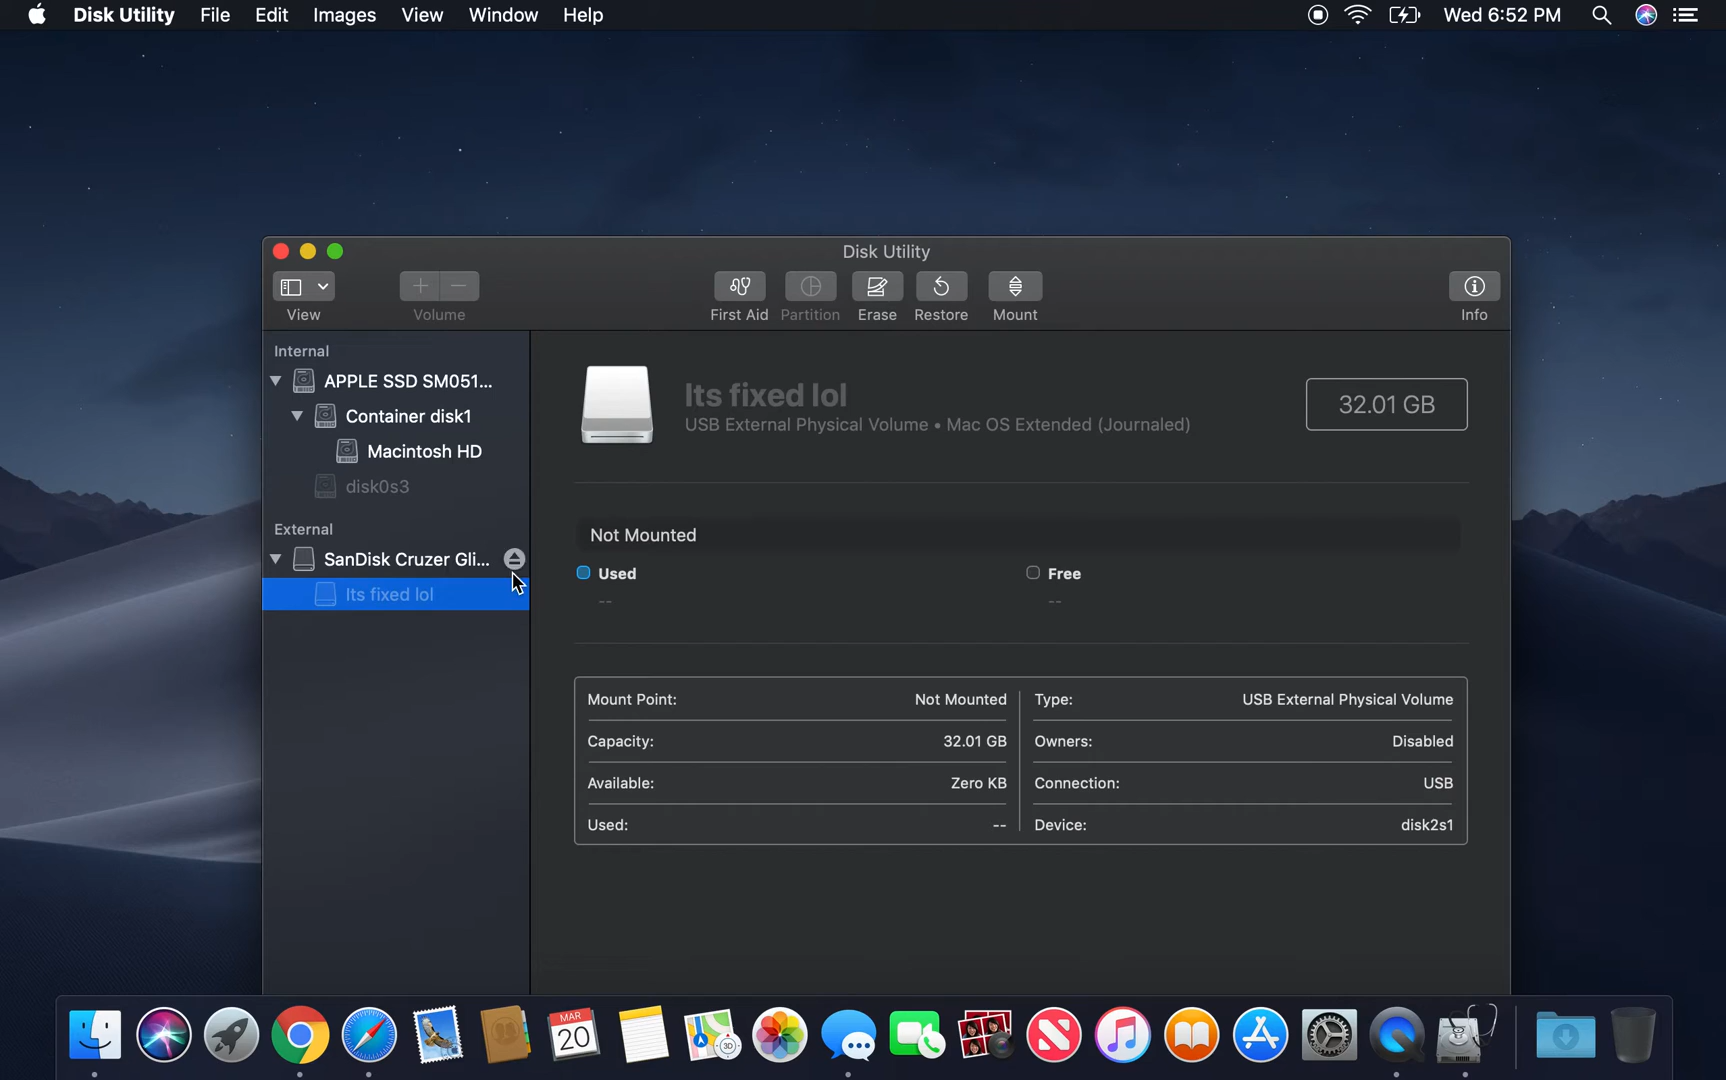 Disk Utility File Edit Images View Window Help Wed 6:52 PM
Disk Utility
View Volume First Aid Partition Erase Restore Mount Info
Internal
APPLE SSD SM051...
Container disk1
Macintosh HD
disk0s3
External
SanDisk Cruzer Gli...
Its fixed lol
Its fixed lol
USB External Physical Volume • Mac OS Extended (Journaled)
32.01 GB
Not Mounted
Used
--
Free
--
Mount Point: Not Mounted
Capacity: 32.01 GB
Available: Zero KB
Used: --
Type: USB External Physical Volume
Owners: Disabled
Connection: USB
Device: disk2s1
MAR
20
3D